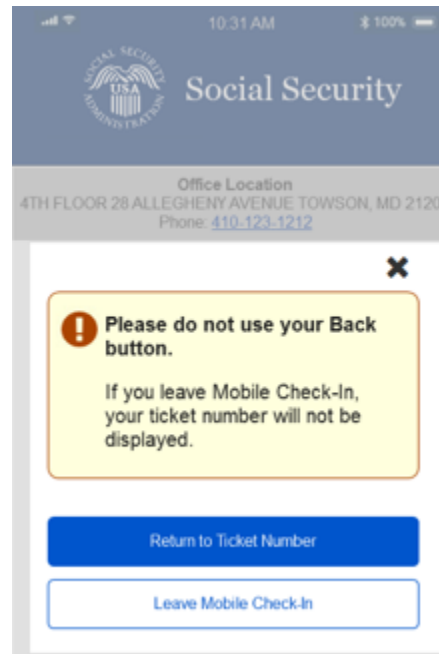 10:31 AM
100%
SOCIAL SECURITY
USA
ADMINISTRATION
Social Security
Office Location
4TH FLOOR 28 ALLEGHENY AVENUE TOWSON, MD 2120
Phone: 410-123-1212
Please do not use your Back
button.
If you leave Mobile Check-In,
your ticket number will not be
displayed.
Return to Ticket Number
Leave Mobile Check-In